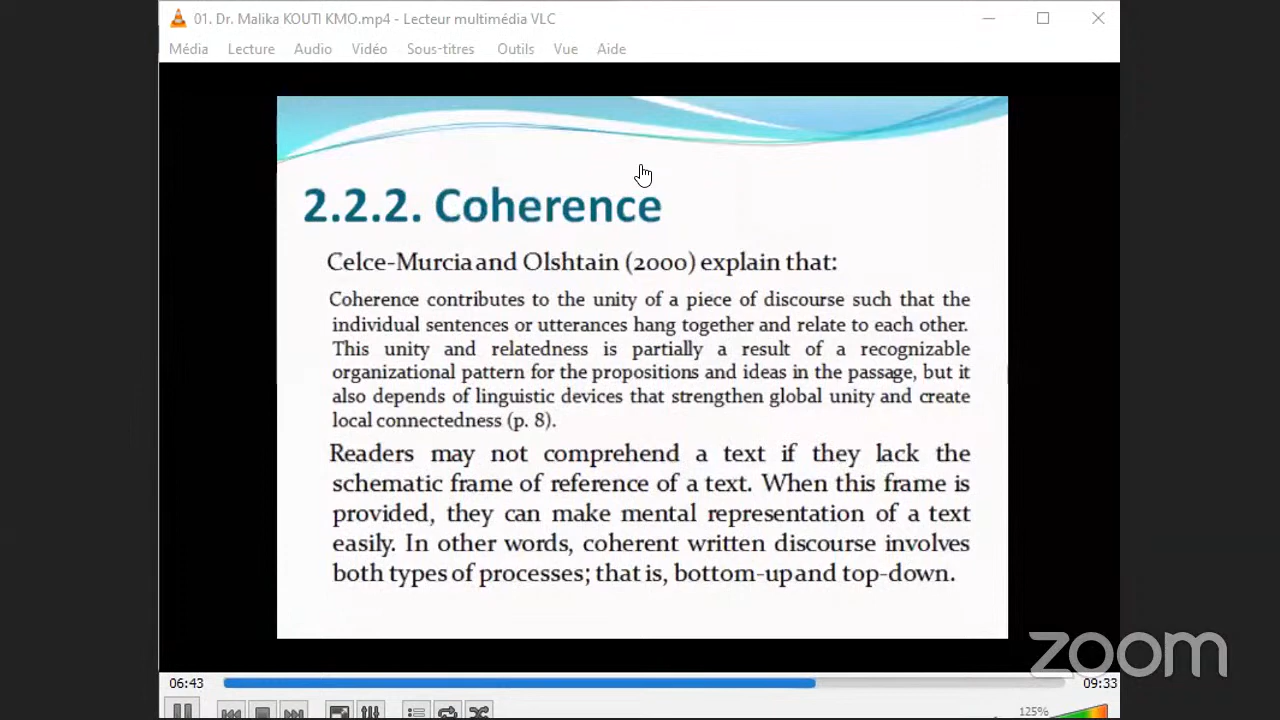 01. Dr. Malika KOUTI KMO.mp4 - Lecteur multimédia VLC
Média Lecture Audio Vidéo Sous-titres Outils Vue Aide
2.2.2. Coherence
Celce-Murcia and Olshtain (2000) explain that:
Coherence contributes to the unity of a piece of discourse such that the
individual sentences or utterances hang together and relate to each other.
This unity and relatedness is partially a result of a recognizable
organizational pattern for the propositions and ideas in the passage, but it
also depends of linguistic devices that strengthen global unity and create
local connectedness (p. 8).
Readers may not comprehend a text if they lack the
schematic frame of reference of a text. When this frame is
provided, they can make mental representation of a text
easily. In other words, coherent written discourse involves
both types of processes; that is, bottom-up and top-down.
zoom
06:43 09:33
125%